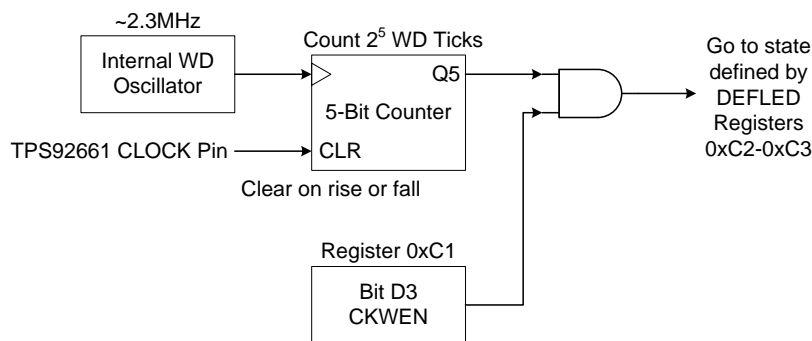 ~2.3MHz
Internal WD
Oscillator
Count 2⁵ WD Ticks
Q5
5-Bit Counter
CLR
TPS92661 CLOCK Pin
Clear on rise or fall
Go to state
defined by
DEFLED
Registers
0xC2-0xC3
Register 0xC1
Bit D3
CKWEN